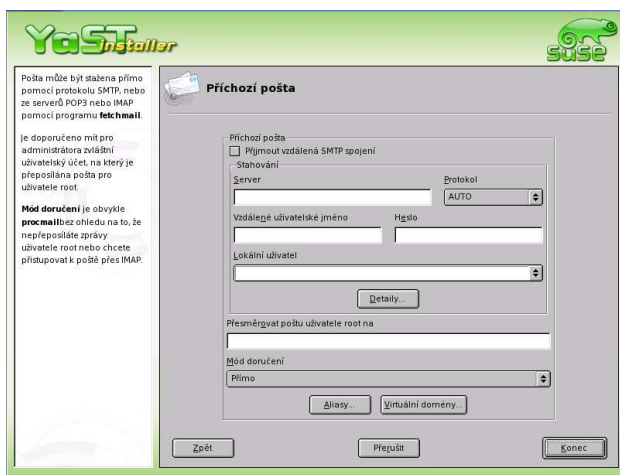 YaST installer
SuSE
Pošta může být stažena přímo
pomocí protokolu SMTP, nebo
ze serverů POP3 nebo IMAP
pomocí programu fetchmail.
Je doporučeno mít pro
administrátora zvláštní
uživatelský účet, na který je
přeposílána pošta pro
uživatele root.
Mód doručení je obvykle
procmailbez ohledu na to, že
nepřeposíláte zprávy
uživatele root nebo chcete
přistupovat k poště přes IMAP.
Příchozí pošta
Příchozí pošta
Přijmout vzdálená SMTP spojení
Stahování
Server
Protokol
AUTO
Vzdálené uživatelské jméno
Heslo
Lokální uživatel
Detaily...
Přesměrovat poštu uživatele root na
Mód doručení
Přímo
Aliasy...
Virtuální domény...
Zpět
Přerušit
Konec